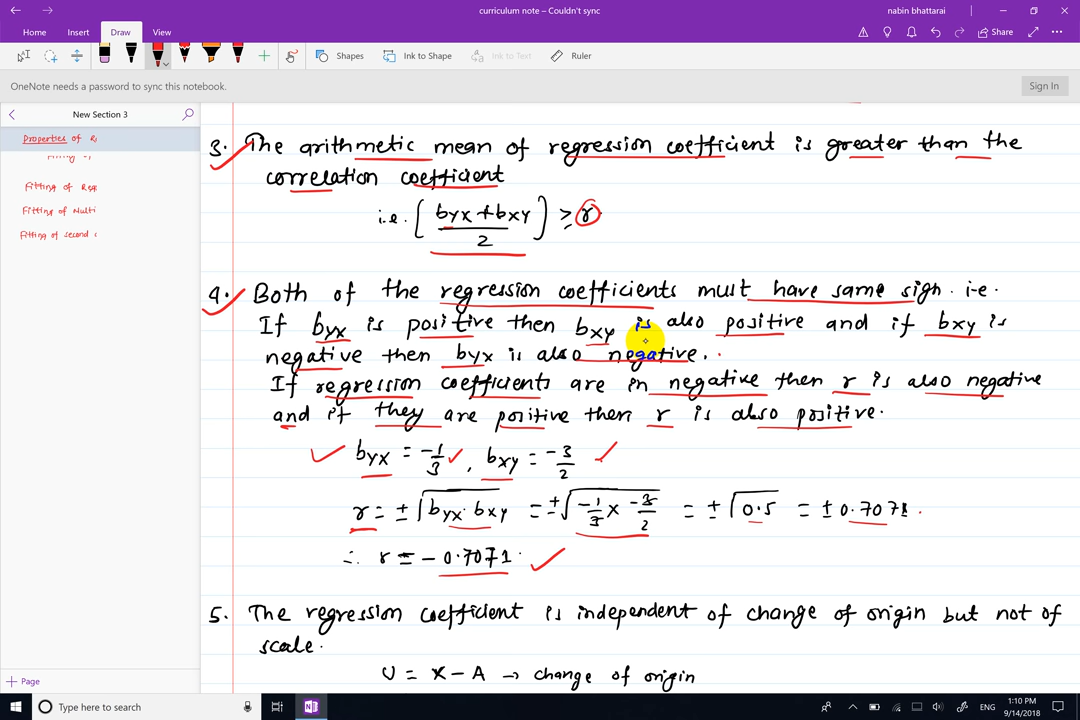 curriculum note – Couldn't sync
nabin bhattarai
Home Insert Draw View
Share
Shapes Ink to Shape Ink to Text Ruler
OneNote needs a password to sync this notebook.
Sign In
New Section 3
Properties of R
Fitting of Reg
Fitting of Multi
Fitting of second
3. The arithmetic mean of regression coefficient is greater than the
correlation coefficient
i.e. [ byx + bxy / 2 ] ≥ r
4. Both of the regression coefficients must have same sign. i.e.
If byx is positive then bxy is also positive and if bxy is
negative then byx is also negative.
If regression coefficients are in negative then r is also negative
and if they are positive then r is also positive.
byx = -1/3 , bxy = -3/2
r = ± √byx. bxy = ± √-1/3 x -3/2 = ± √0.5 = ± 0.7071.
∴ r = - 0.7071.
5. The regression coefficient is independent of change of origin but not of
scale.
U = X - A → change of origin
+ Page
Type here to search
ENG
1:10 PM
9/14/2018